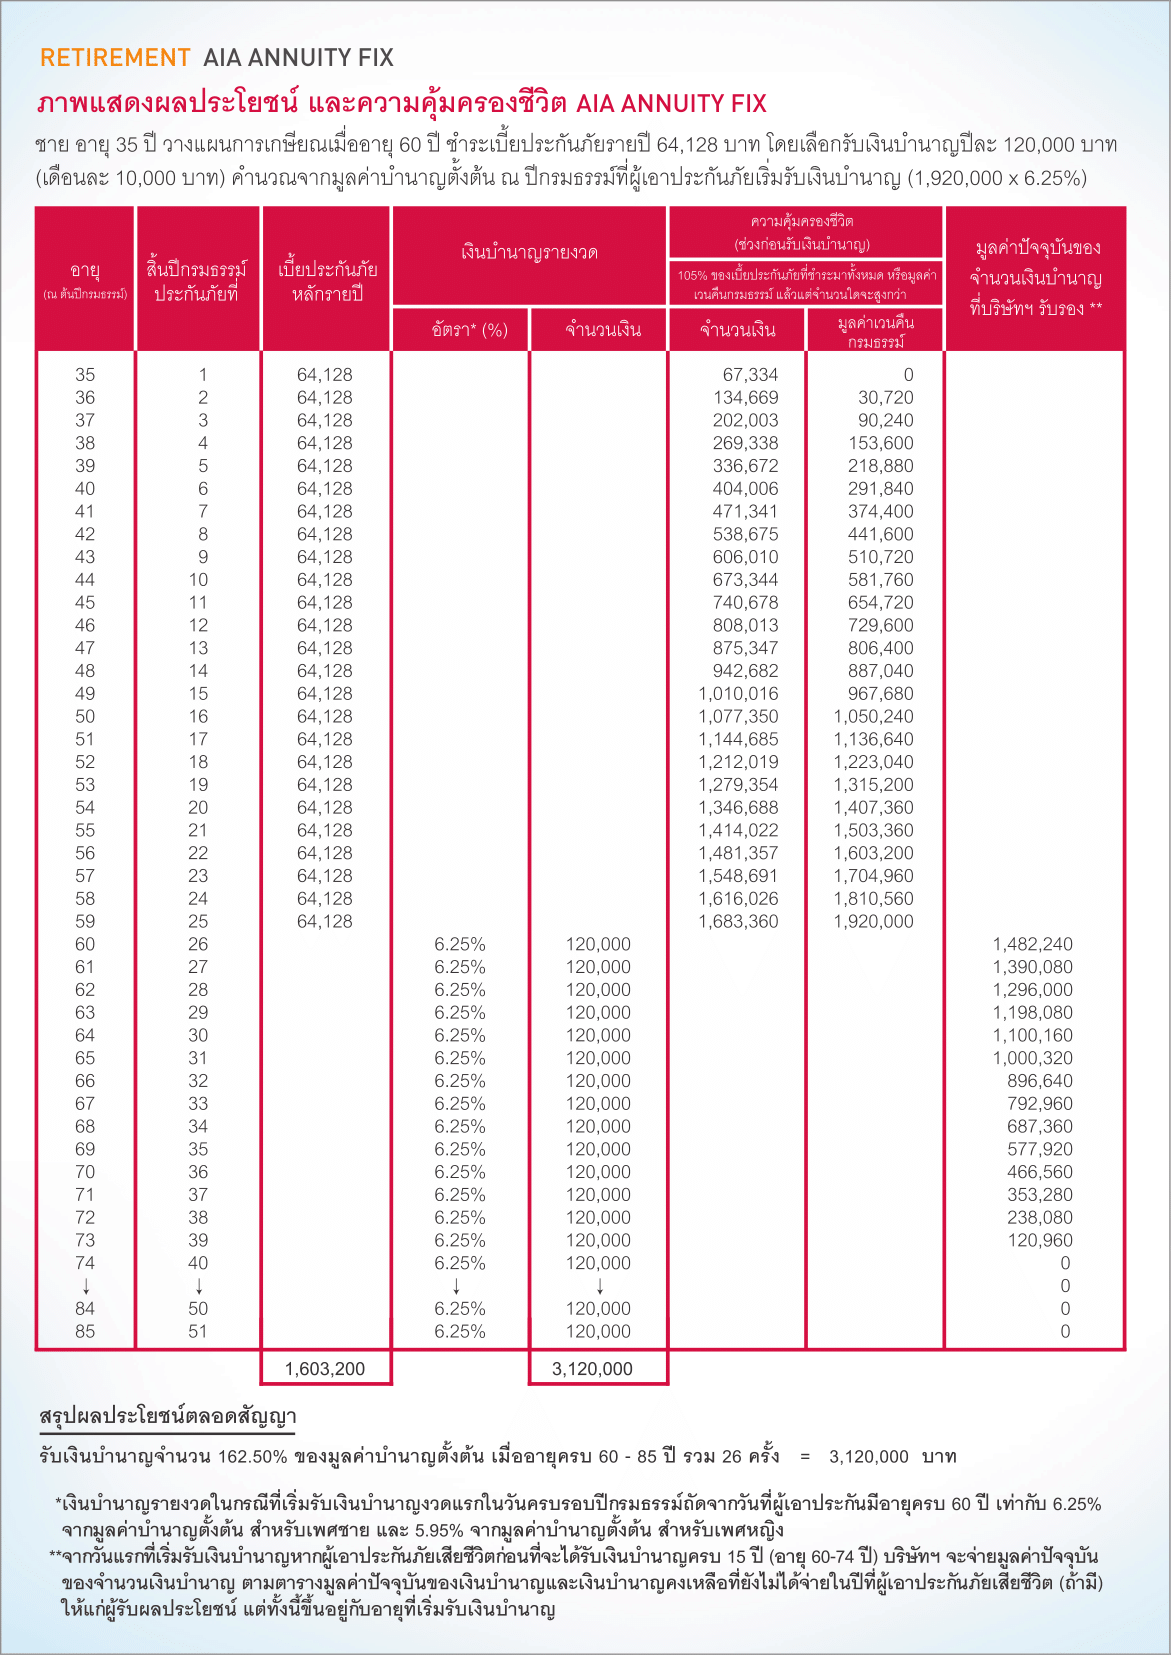 RETIREMENT AIA ANNUITY FIX
ภาพแสดงผลประโยชน์ และความคุ้มครองชีวิต AIA ANNUITY FIX
ชาย อายุ 35 ปี วางแผนการเกษียณเมื่ออายุ 60 ปี ชำระเบี้ยประกันภัยรายปี 64,128 บาท โดยเลือกรับเงินบำนาญปีละ 120,000 บาท
(เดือนละ 10,000 บาท) คำนวณจากมูลค่าบำนาญตั้งต้น ณ ปีกรมธรรม์ที่ผู้เอาประกันภัยเริ่มรับเงินบำนาญ (1,920,000 x 6.25%)
อายุ
(ณ ต้นปีกรมธรรม์)
สิ้นปีกรมธรรม์
ประกันภัยที่
เบี้ยประกันภัย
หลักรายปี
เงินบำนาญรายงวด
อัตรา* (%) จำนวนเงิน
ความคุ้มครองชีวิต
(ช่วงก่อนรับเงินบำนาญ)
105% ของเบี้ยประกันภัยที่ชำระมาทั้งหมด หรือมูลค่า
เวนคืนกรมธรรม์ แล้วแต่จำนวนใดจะสูงกว่า
จำนวนเงิน
มูลค่าเวนคืน
กรมธรรม์
มูลค่าปัจจุบันของ
จำนวนเงินบำนาญ
ที่บริษัทฯ รับรอง **
35 1 64,128 67,334 0
36 2 64,128 134,669 30,720
37 3 64,128 202,003 90,240
38 4 64,128 269,338 153,600
39 5 64,128 336,672 218,880
40 6 64,128 404,006 291,840
41 7 64,128 471,341 374,400
42 8 64,128 538,675 441,600
43 9 64,128 606,010 510,720
44 10 64,128 673,344 581,760
45 11 64,128 740,678 654,720
46 12 64,128 808,013 729,600
47 13 64,128 875,347 806,400
48 14 64,128 942,682 887,040
49 15 64,128 1,010,016 967,680
50 16 64,128 1,077,350 1,050,240
51 17 64,128 1,144,685 1,136,640
52 18 64,128 1,212,019 1,223,040
53 19 64,128 1,279,354 1,315,200
54 20 64,128 1,346,688 1,407,360
55 21 64,128 1,414,022 1,503,360
56 22 64,128 1,481,357 1,603,200
57 23 64,128 1,548,691 1,704,960
58 24 64,128 1,616,026 1,810,560
59 25 64,128 1,683,360 1,920,000
60 26 6.25% 120,000 1,482,240
61 27 6.25% 120,000 1,390,080
62 28 6.25% 120,000 1,296,000
63 29 6.25% 120,000 1,198,080
64 30 6.25% 120,000 1,100,160
65 31 6.25% 120,000 1,000,320
66 32 6.25% 120,000 896,640
67 33 6.25% 120,000 792,960
68 34 6.25% 120,000 687,360
69 35 6.25% 120,000 577,920
70 36 6.25% 120,000 466,560
71 37 6.25% 120,000 353,280
72 38 6.25% 120,000 238,080
73 39 6.25% 120,000 120,960
74 40 6.25% 120,000 0
↓ ↓ ↓ ↓ 0
84 50 6.25% 120,000 0
85 51 6.25% 120,000 0
1,603,200 3,120,000
สรุปผลประโยชน์ตลอดสัญญา
รับเงินบำนาญจำนวน 162.50% ของมูลค่าบำนาญตั้งต้น เมื่ออายุครบ 60 - 85 ปี รวม 26 ครั้ง = 3,120,000 บาท
*เงินบำนาญรายงวดในกรณีที่เริ่มรับเงินบำนาญงวดแรกในวันครบรอบปีกรมธรรม์ถัดจากวันที่ผู้เอาประกันมีอายุครบ 60 ปี เท่ากับ 6.25%
จากมูลค่าบำนาญตั้งต้น สำหรับเพศชาย และ 5.95% จากมูลค่าบำนาญตั้งต้น สำหรับเพศหญิง
**จากวันแรกที่เริ่มรับเงินบำนาญหากผู้เอาประกันภัยเสียชีวิตก่อนที่จะได้รับเงินบำนาญครบ 15 ปี (อายุ 60-74 ปี) บริษัทฯ จะจ่ายมูลค่าปัจจุบัน
ของจำนวนเงินบำนาญ ตามตารางมูลค่าปัจจุบันของเงินบำนาญและเงินบำนาญคงเหลือที่ยังไม่ได้จ่ายในปีที่ผู้เอาประกันภัยเสียชีวิต (ถ้ามี)
ให้แก่ผู้รับผลประโยชน์ แต่ทั้งนี้ขึ้นอยู่กับอายุที่เริ่มรับเงินบำนาญ